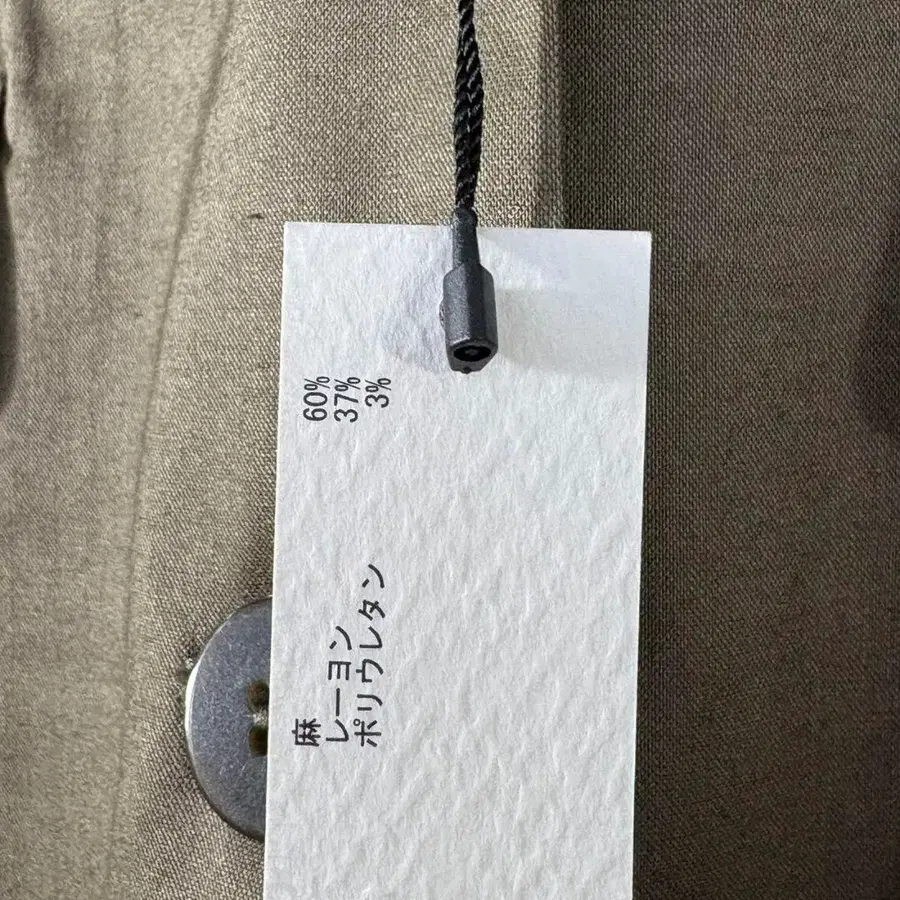 麻 60%
レーヨン 37%
ポリウレタン 3%